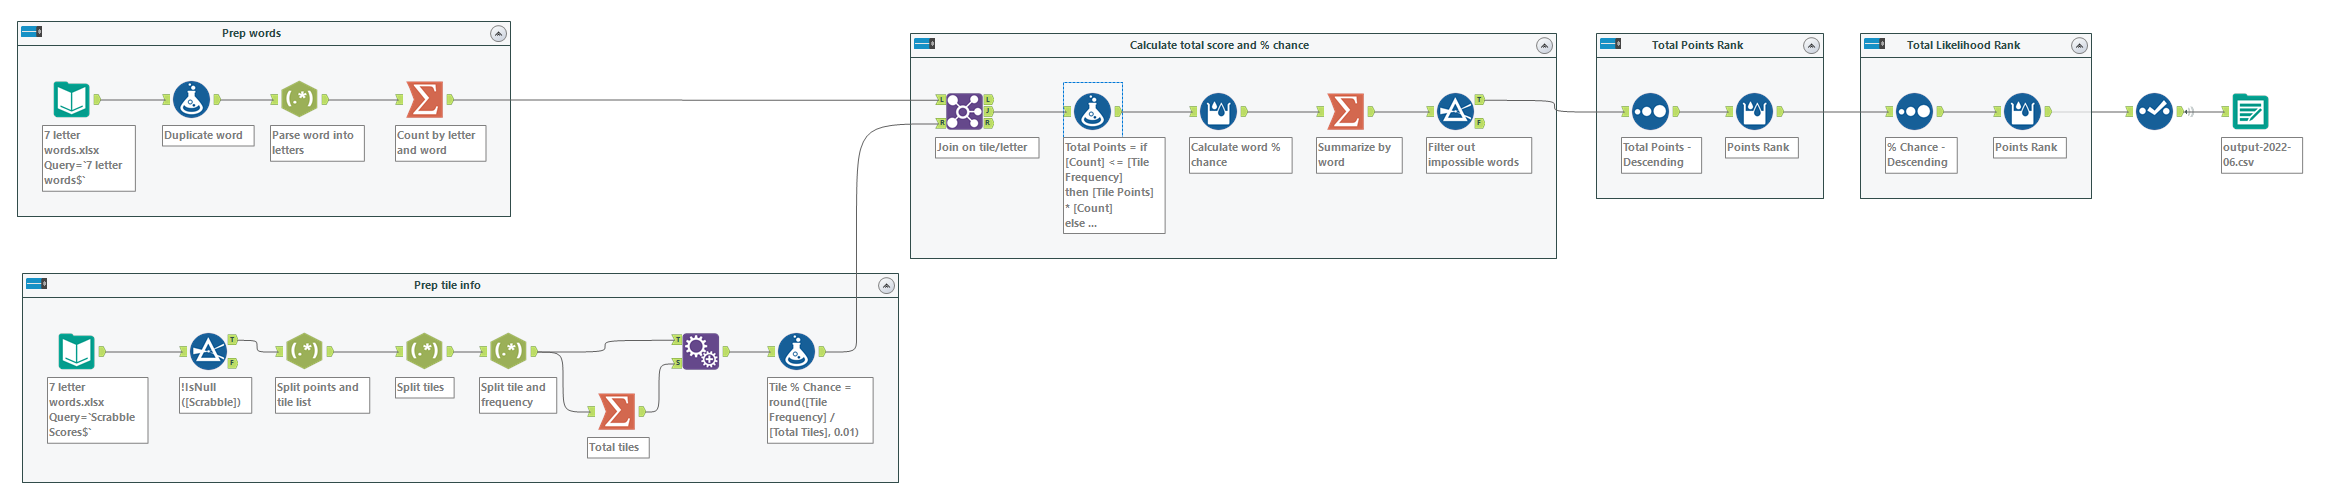 Prep words
7 letter
words.xlsx
Query=`7 letter
words$`
Duplicate word
(.*)
Parse word into
letters
Σ
Count by letter
and word
Prep tile info
7 letter
words.xlsx
Query=`Scrabble
Scores$`
T
F
!IsNull
([Scrabble])
(.*)
Split points and
tile list
(.*)
Split tiles
(.*)
Split tile and
frequency
Σ
Total tiles
T
S
Tile % Chance =
round([Tile
Frequency] /
[Total Tiles], 0.01)
Calculate total score and % chance
L
R
L
J
R
Join on tile/letter
Total Points = if
[Count] <= [Tile
Frequency]
then [Tile Points]
* [Count]
else ...
Calculate word %
chance
Σ
Summarize by
word
T
F
Filter out
impossible words
Total Points Rank
Total Points -
Descending
Points Rank
Total Likelihood Rank
% Chance -
Descending
Points Rank
output-2022-
06.csv